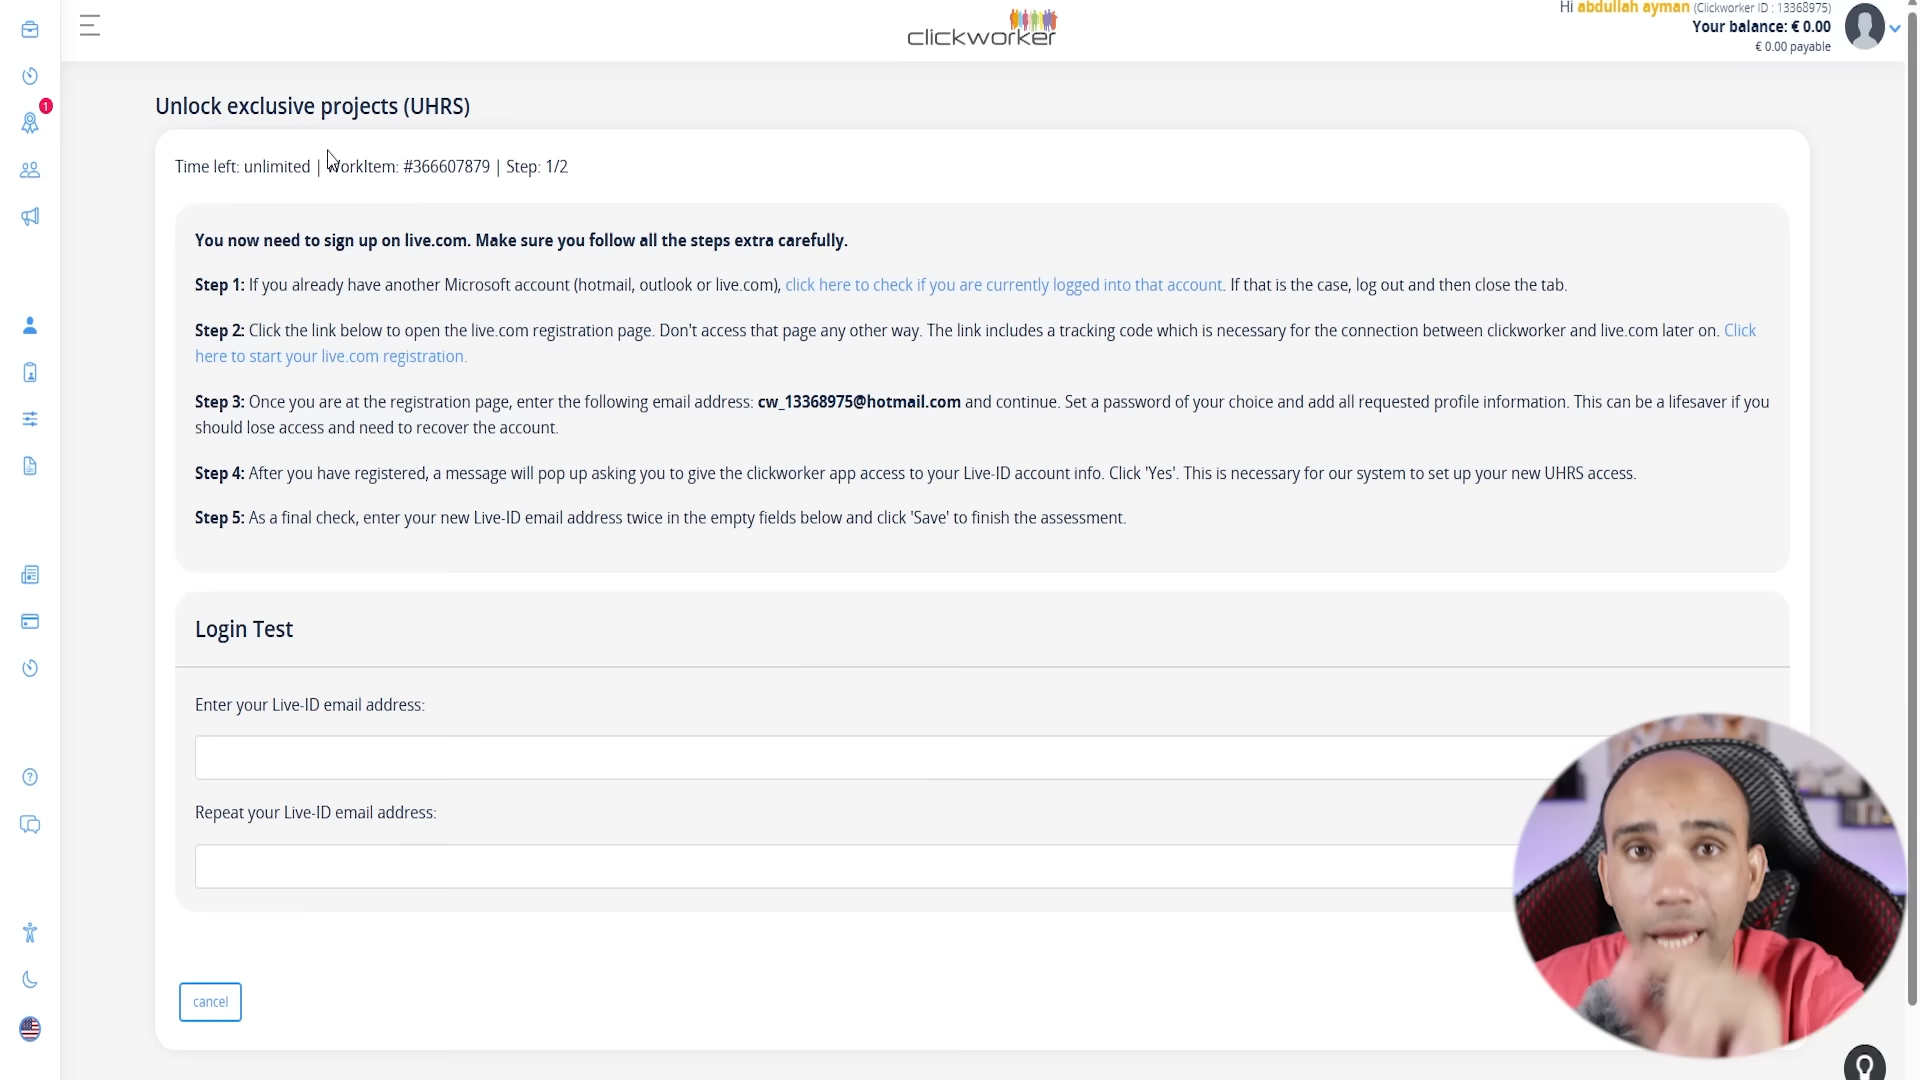 Hi abdullah ayman (Clickworker ID : 13368975)
clickworker
Your balance: € 0.00
€ 0.00 payable
1
Unlock exclusive projects (UHRS)
Time left: unlimited | WorkItem: #366607879 | Step: 1/2
You now need to sign up on live.com. Make sure you follow all the steps extra carefully.
Step 1: If you already have another Microsoft account (hotmail, outlook or live.com), click here to check if you are currently logged into that account. If that is the case, log out and then close the tab.
Step 2: Click the link below to open the live.com registration page. Don't access that page any other way. The link includes a tracking code which is necessary for the connection between clickworker and live.com later on. Click
here to start your live.com registration.
Step 3: Once you are at the registration page, enter the following email address: cw_13368975@hotmail.com and continue. Set a password of your choice and add all requested profile information. This can be a lifesaver if you
should lose access and need to recover the account.
Step 4: After you have registered, a message will pop up asking you to give the clickworker app access to your Live-ID account info. Click 'Yes'. This is necessary for our system to set up your new UHRS access.
Step 5: As a final check, enter your new Live-ID email address twice in the empty fields below and click 'Save' to finish the assessment.
Login Test
Enter your Live-ID email address:
Repeat your Live-ID email address:
cancel